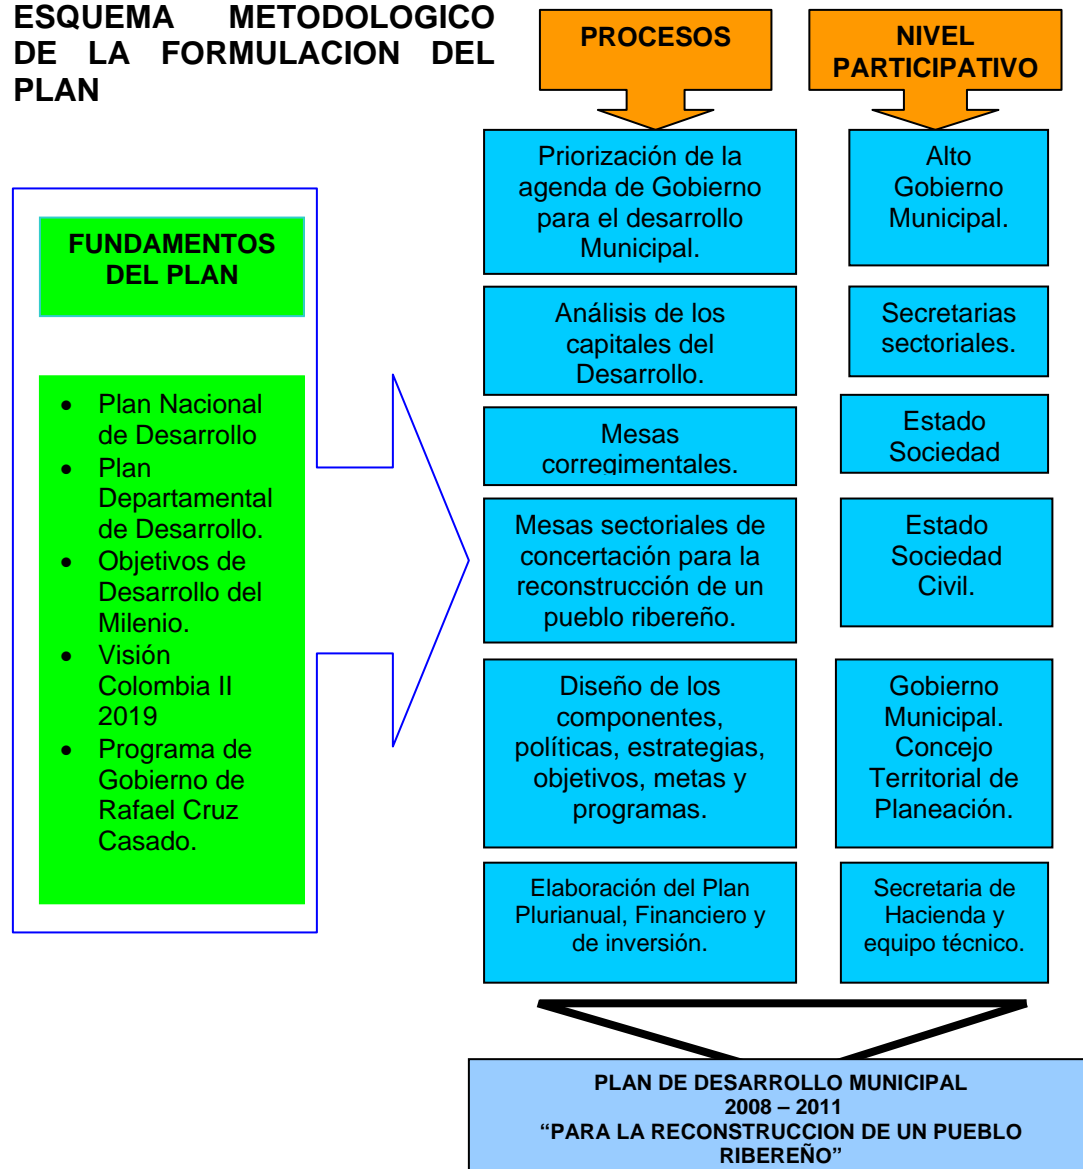 ESQUEMA METODOLOGICO
DE LA FORMULACION DEL
PLAN
PROCESOS
NIVEL
PARTICIPATIVO
FUNDAMENTOS
DEL PLAN
• Plan Nacional
de Desarrollo
• Plan
Departamental
de Desarrollo.
• Objetivos de
Desarrollo del
Milenio.
• Visión
Colombia II
2019
• Programa de
Gobierno de
Rafael Cruz
Casado.
Priorización de la
agenda de Gobierno
para el desarrollo
Municipal.
Alto
Gobierno
Municipal.
Análisis de los
capitales del
Desarrollo.
Secretarias
sectoriales.
Mesas
corregimentales.
Estado
Sociedad
Mesas sectoriales de
concertación para la
reconstrucción de un
pueblo ribereño.
Estado
Sociedad
Civil.
Diseño de los
componentes,
políticas, estrategias,
objetivos, metas y
programas.
Gobierno
Municipal.
Concejo
Territorial de
Planeación.
Elaboración del Plan
Plurianual, Financiero y
de inversión.
Secretaria de
Hacienda y
equipo técnico.
PLAN DE DESARROLLO MUNICIPAL
2008 – 2011
“PARA LA RECONSTRUCCION DE UN PUEBLO
RIBEREÑO”